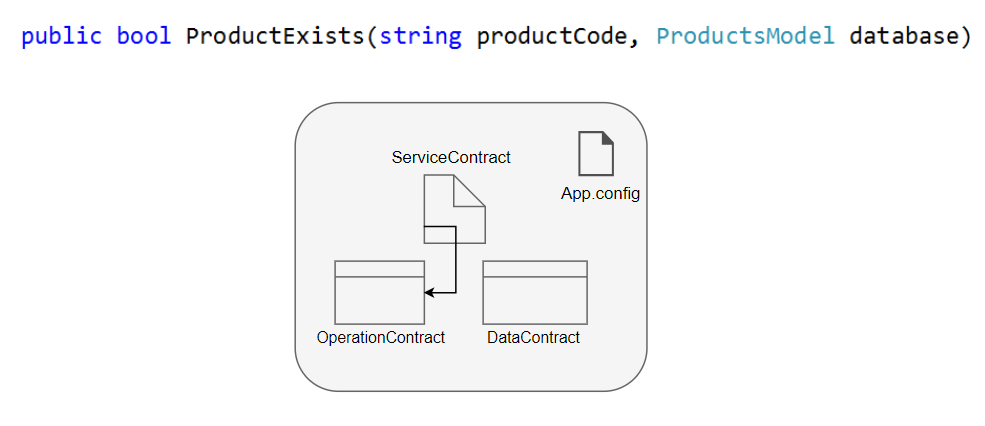 public bool ProductExists(string productCode, ProductsModel database)
ServiceContract
App.config
OperationContract
DataContract